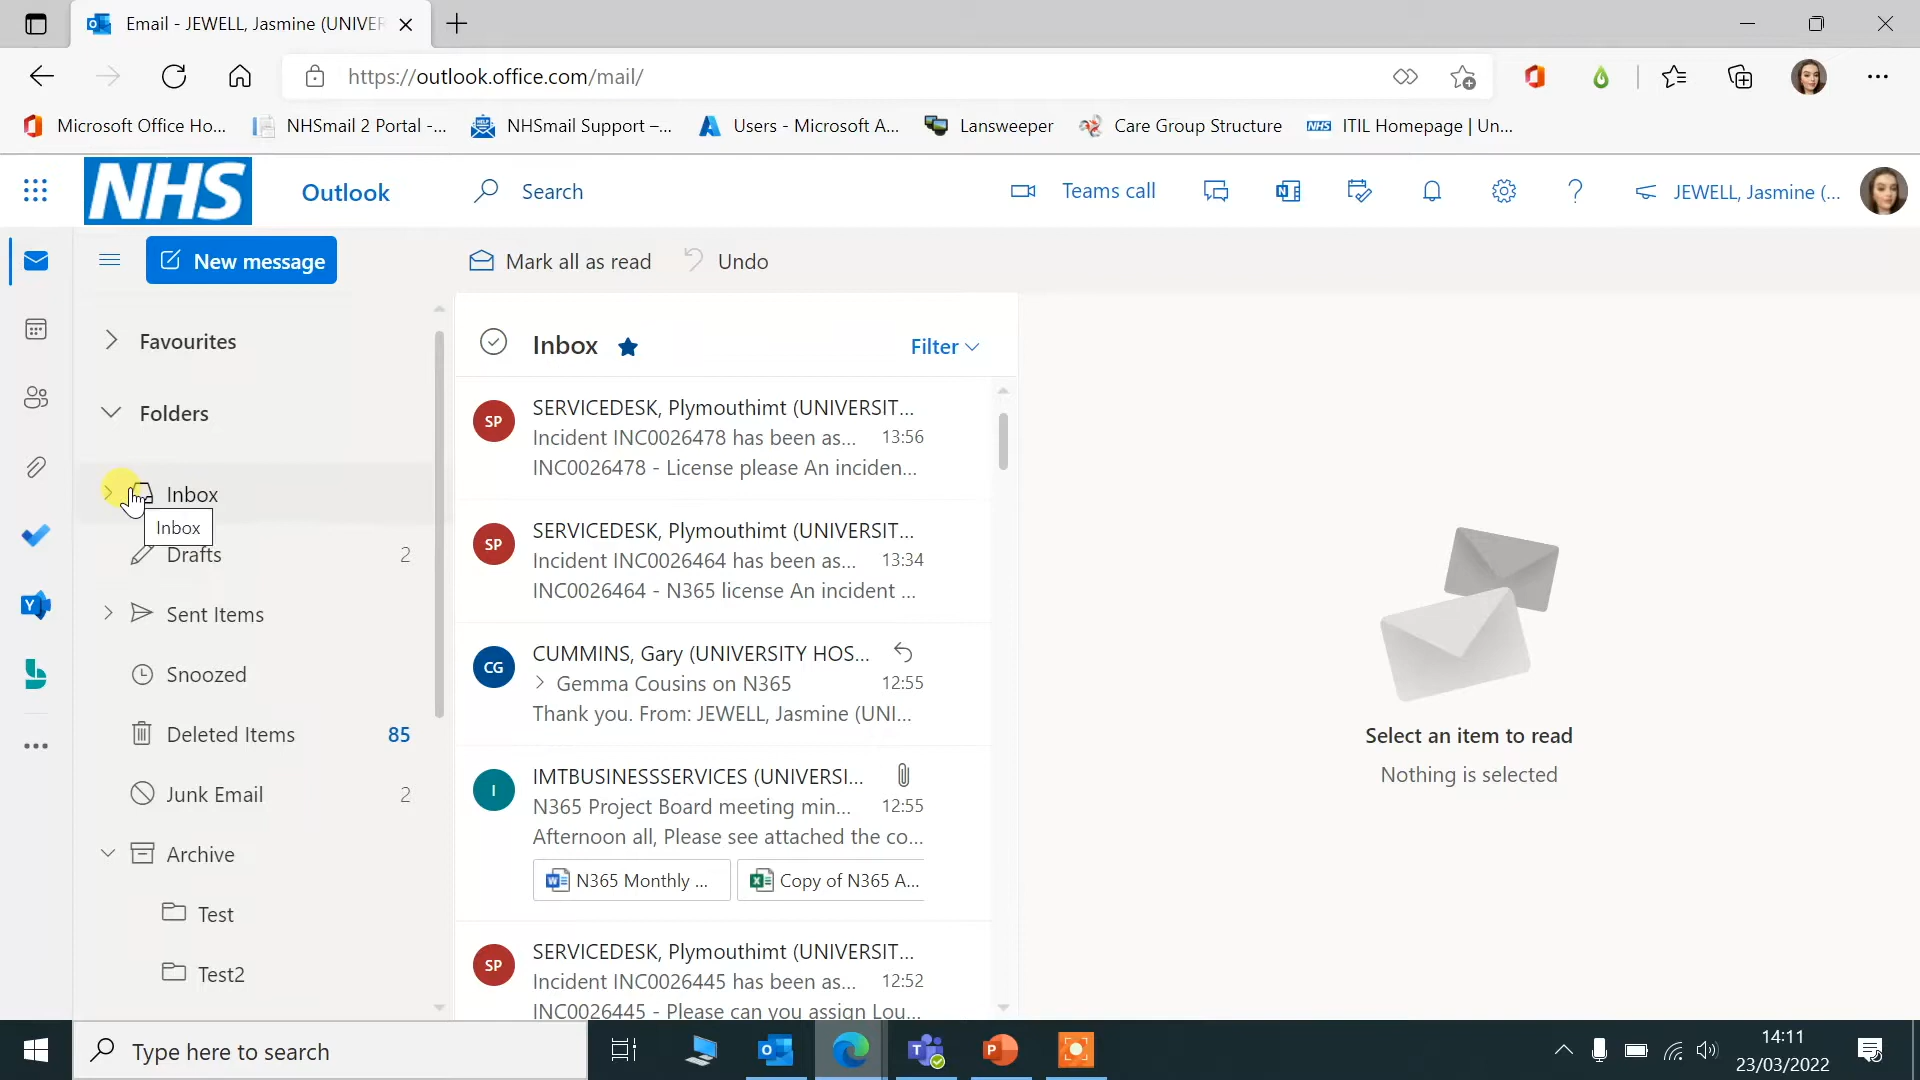 Email - JEWELL, Jasmine (UNIVER
https://outlook.office.com/mail/
Microsoft Office Ho...
NHSmail 2 Portal -...
NHSmail Support –...
Users - Microsoft A...
Lansweeper
Care Group Structure
NHS ITIL Homepage | Un...
NHS
Outlook
Search
Teams call
JEWELL, Jasmine (...
New message
Mark all as read
Undo
Favourites
Folders
Inbox
Inbox
Drafts 2
Sent Items
Snoozed
Deleted Items 85
Junk Email 2
Archive
Test
Test2
Inbox
Filter
SP
SERVICEDESK, Plymouthimt (UNIVERSIT...
Incident INC0026478 has been as... 13:56
INC0026478 - License please An inciden...
SP
SERVICEDESK, Plymouthimt (UNIVERSIT...
Incident INC0026464 has been as... 13:34
INC0026464 - N365 license An incident ...
CG
CUMMINS, Gary (UNIVERSITY HOS...
Gemma Cousins on N365 12:55
Thank you. From: JEWELL, Jasmine (UNI...
I
IMTBUSINESSSERVICES (UNIVERSI...
N365 Project Board meeting min... 12:55
Afternoon all, Please see attached the co...
N365 Monthly ...
Copy of N365 A...
SP
SERVICEDESK, Plymouthimt (UNIVERSIT...
Incident INC0026445 has been as... 12:52
INC0026445 - Please can you assign Lou...
Select an item to read
Nothing is selected
Type here to search
14:11
23/03/2022